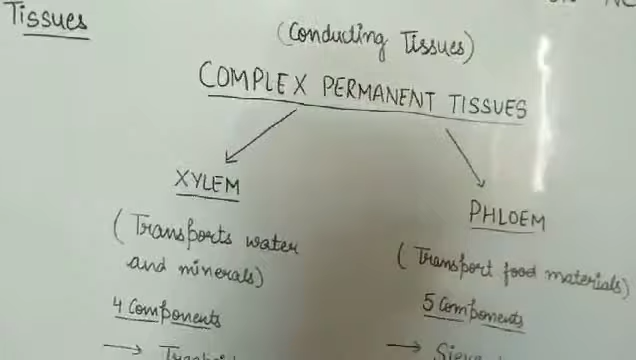 Tissues
(Conducting Tissues)
COMPLEX PERMANENT TISSUES
XYLEM
PHLOEM
(Transports water
and minerals)
(Transport food materials)
4 Components
5 Components